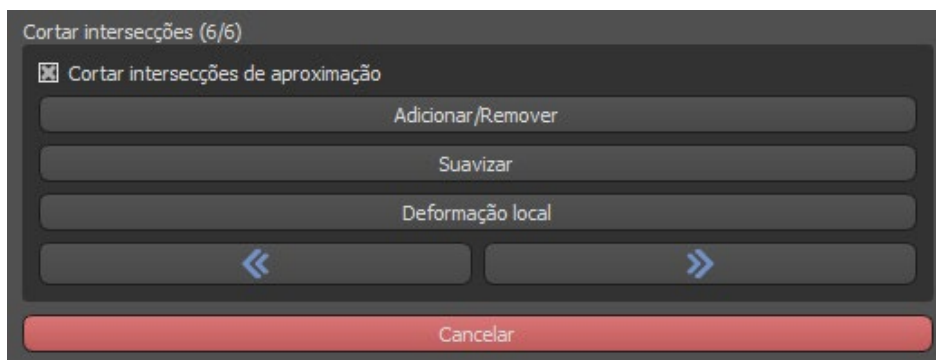 Cortar intersecções (6/6)
Cortar intersecções de aproximação
Adicionar/Remover
Suavizar
Deformação local
Cancelar